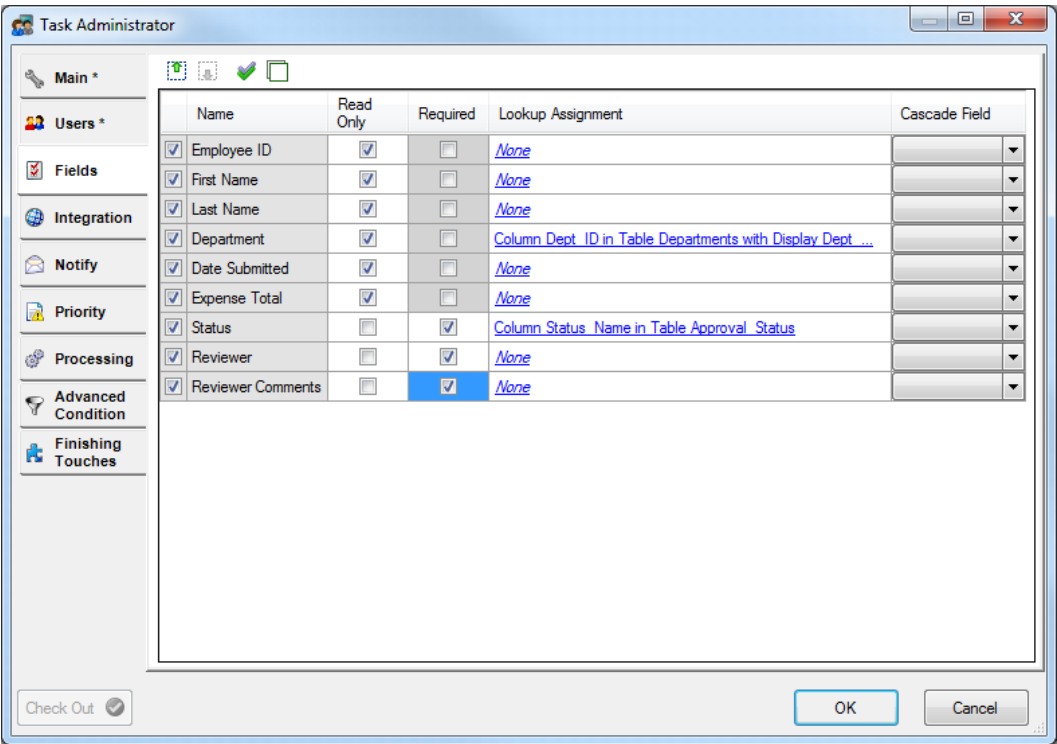 Task Administrator
Main *
Users *
Fields
Integration
Notify
Priority
Processing
Advanced
Condition
Finishing
Touches
Name Read Only Required Lookup Assignment Cascade Field
Employee ID None
First Name None
Last Name None
Department Column Dept_ID in Table Departments with Display Dept_...
Date Submitted None
Expense Total None
Status Column Status_Name in Table Approval_Status
Reviewer None
Reviewer Comments None
Check Out OK Cancel